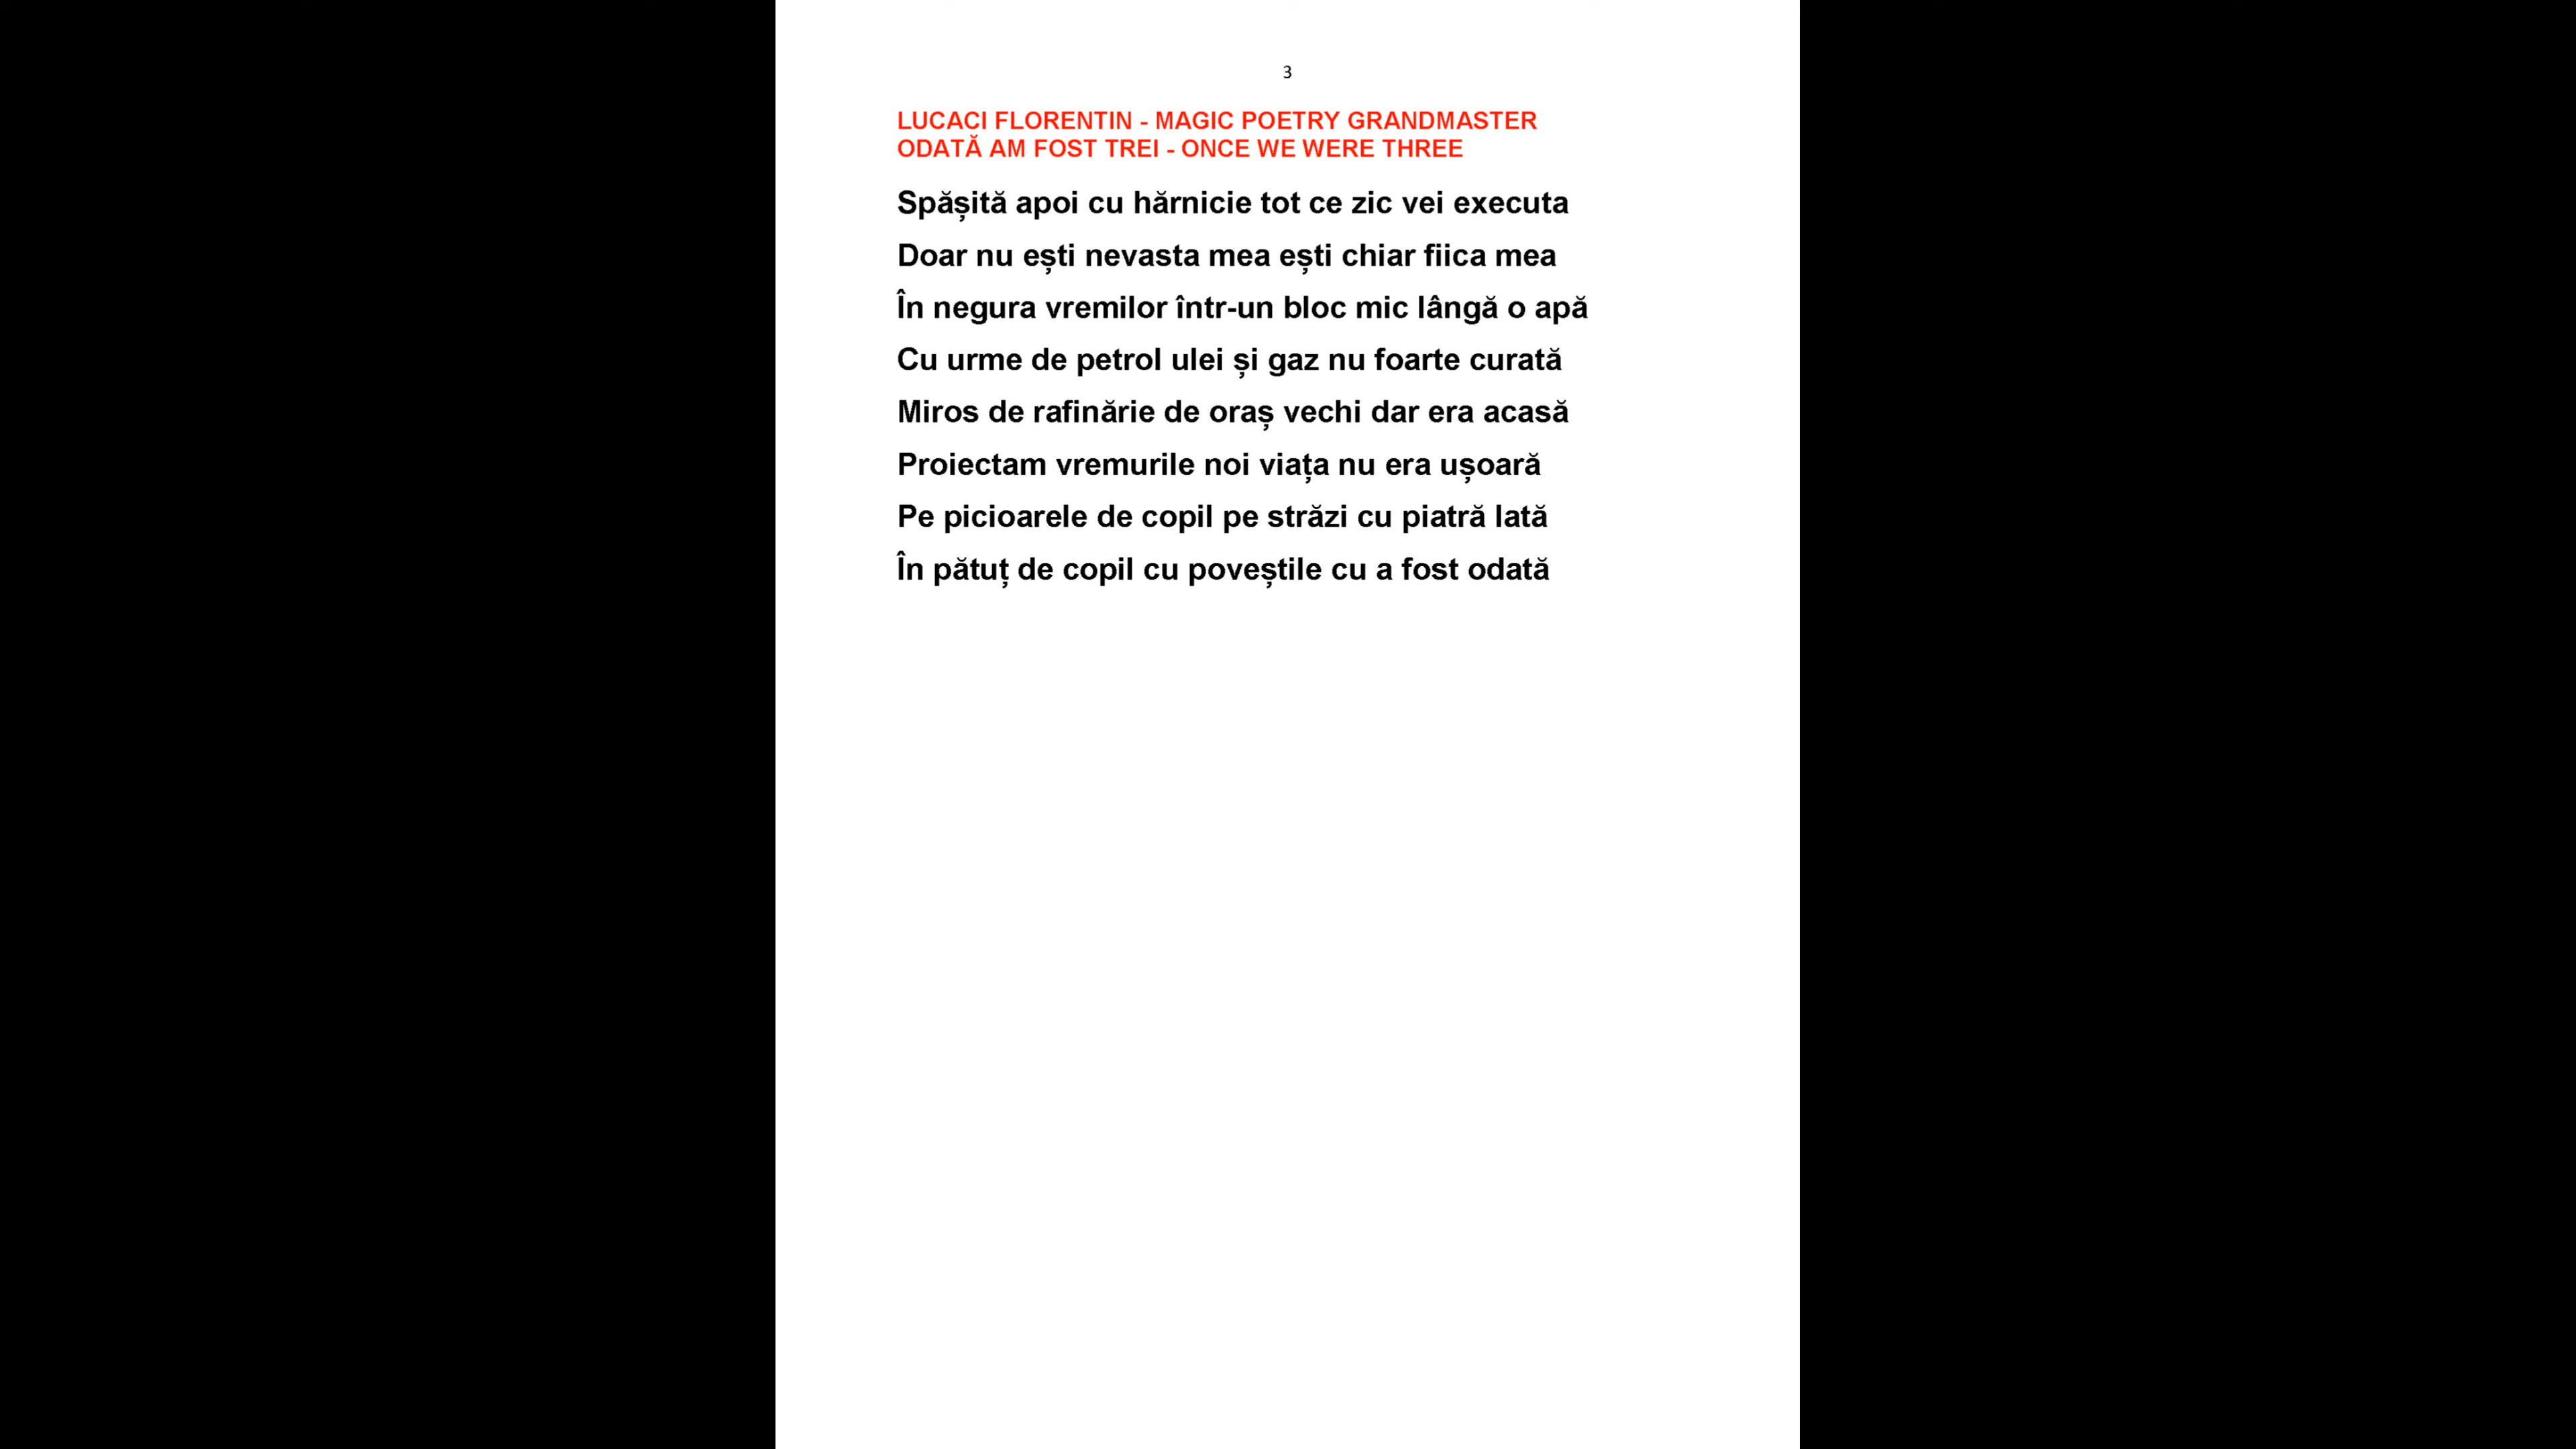 3
LUCACI FLORENTIN - MAGIC POETRY GRANDMASTER
ODATĂ AM FOST TREI - ONCE WE WERE THREE
Spășită apoi cu hărnicie tot ce zic vei executa
Doar nu ești nevasta mea ești chiar fiica mea
În negura vremilor într-un bloc mic lângă o apă
Cu urme de petrol ulei și gaz nu foarte curată
Miros de rafinărie de oraș vechi dar era acasă
Proiectam vremurile noi viața nu era ușoară
Pe picioarele de copil pe străzi cu piatră lată
În pătuț de copil cu poveștile cu a fost odată